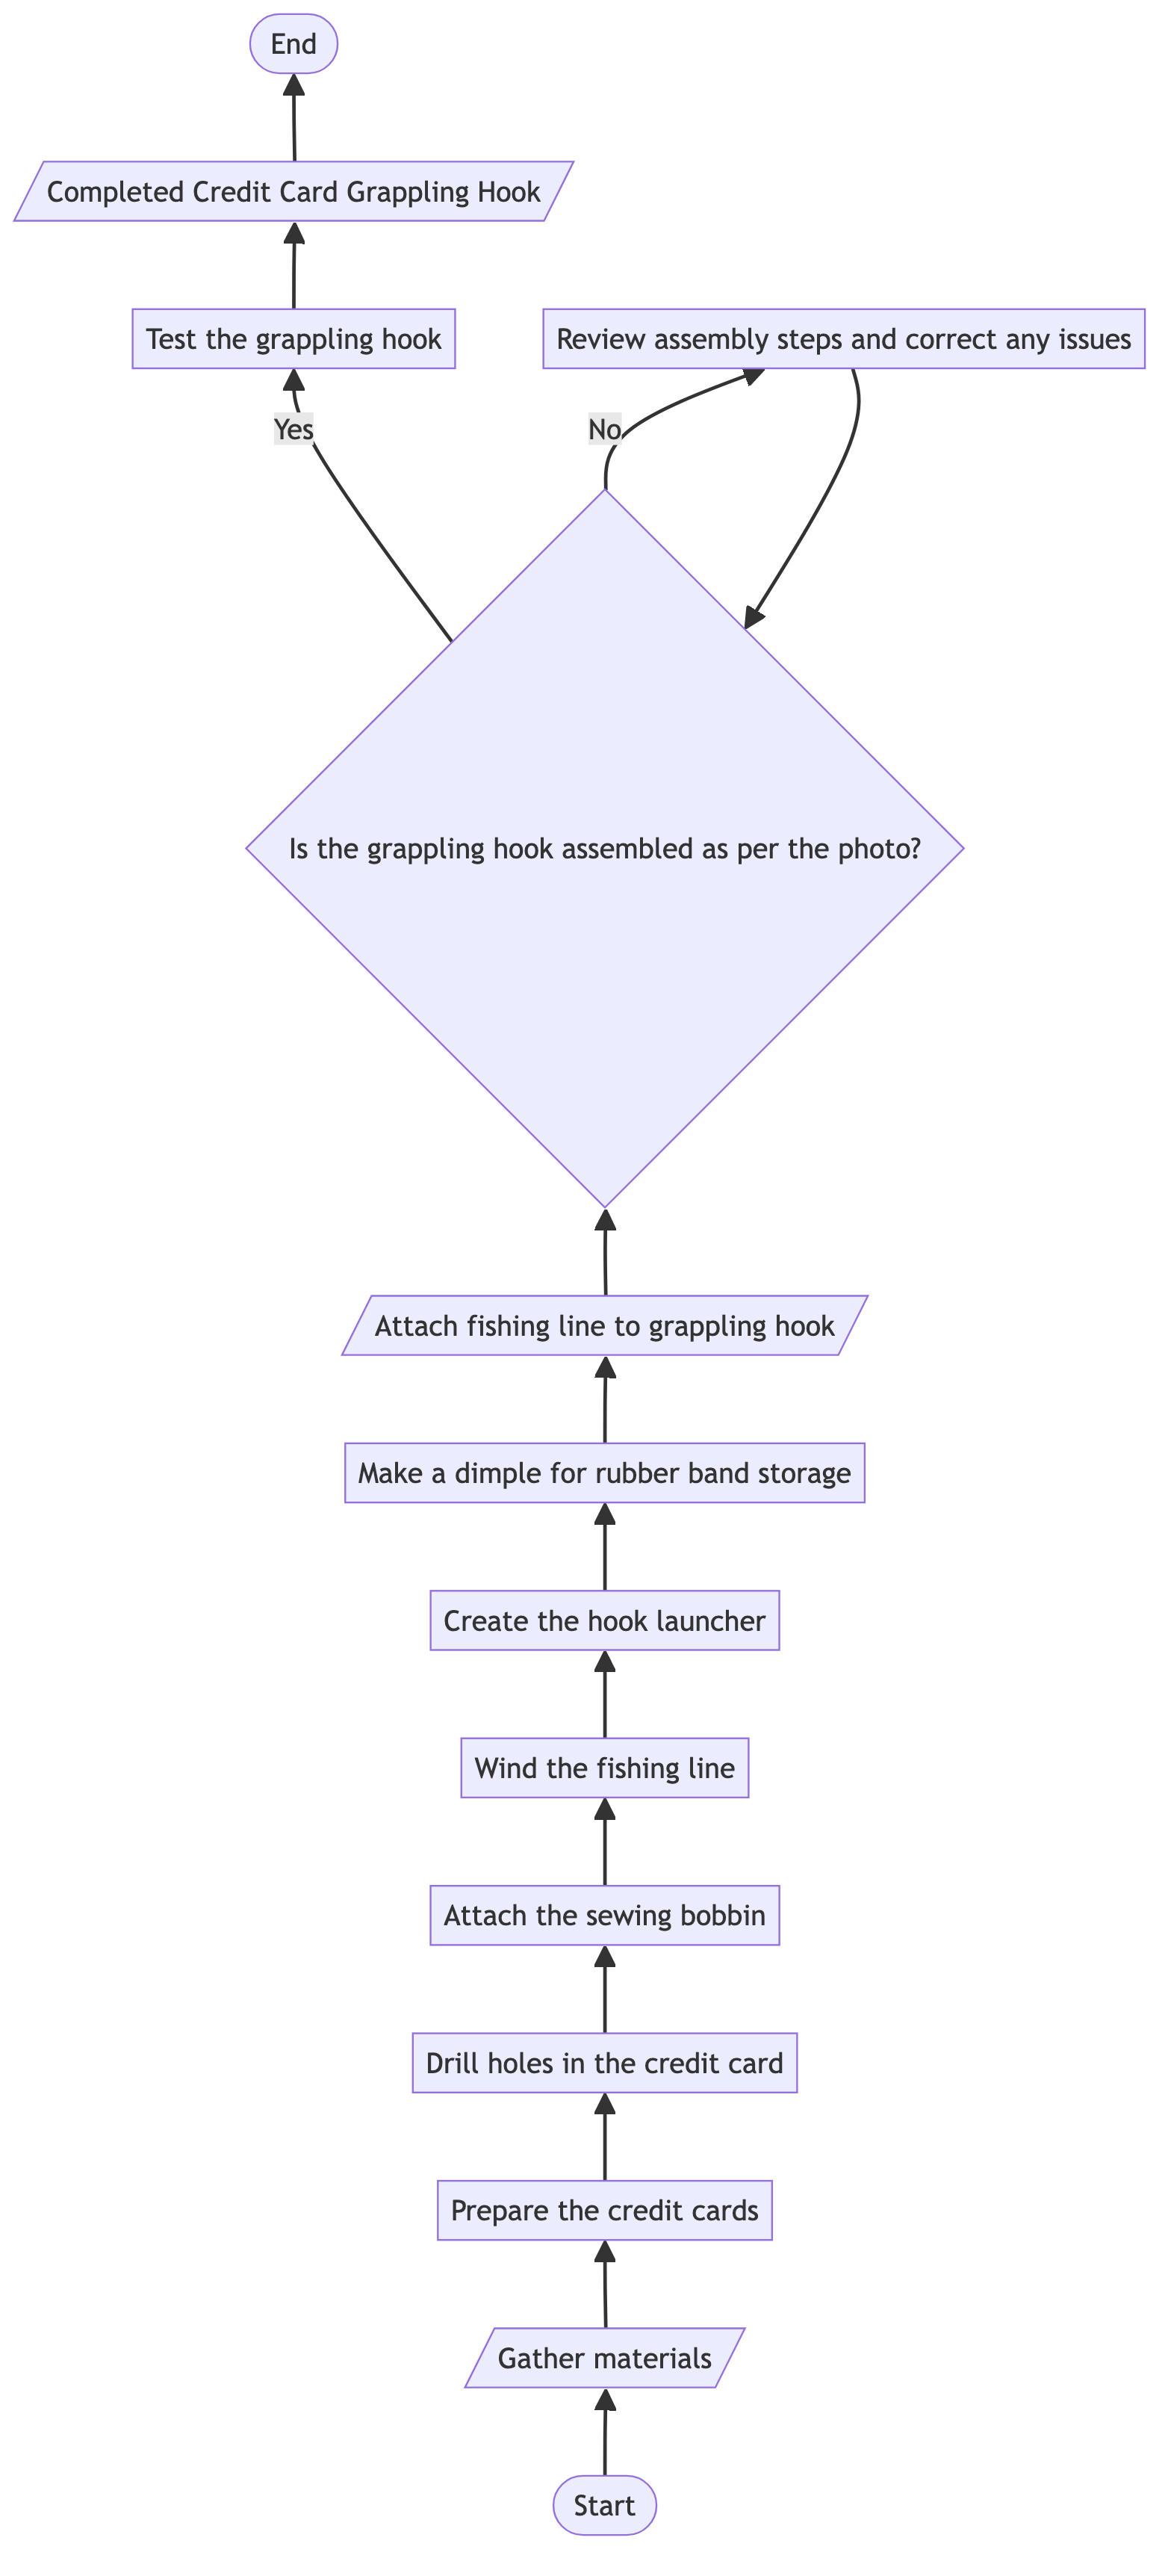 End
Completed Credit Card Grappling Hook
Test the grappling hook
Review assembly steps and correct any issues
Yes
No
Is the grappling hook assembled as per the photo?
Attach fishing line to grappling hook
Make a dimple for rubber band storage
Create the hook launcher
Wind the fishing line
Attach the sewing bobbin
Drill holes in the credit card
Prepare the credit cards
Gather materials
Start